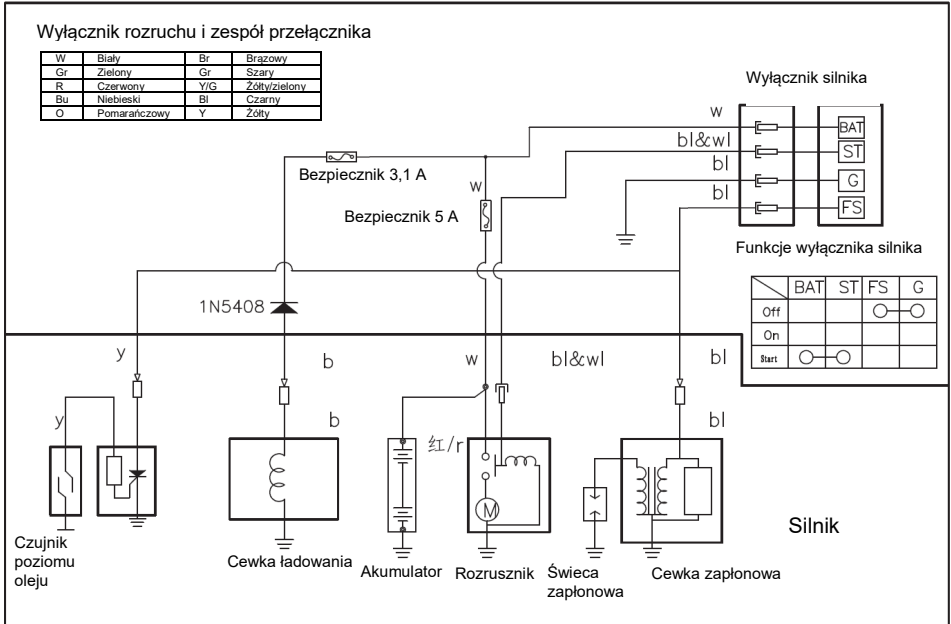 Wyłącznik rozruchu i zespół przełącznika
W Biały Br Brązowy
Gr Zielony Gr Szary
R Czerwony Y/G Żółty/zielony
Bu Niebieski Bl Czarny
O Pomarańczowy Y Żółty
Wyłącznik silnika
w
BAT
bl&wl
ST
bl
G
bl
FS
Bezpiecznik 3,1 A
w
Bezpiecznik 5 A
Funkcje wyłącznika silnika
BAT ST FS G
Off
On
Start
1N5408
y
b
w
bl&wl
bl
y
b
红/r
bl
M
Silnik
Czujnik
poziomu
oleju
Cewka ładowania
Akumulator
Rozrusznik
Świeca
zapłonowa
Cewka zapłonowa